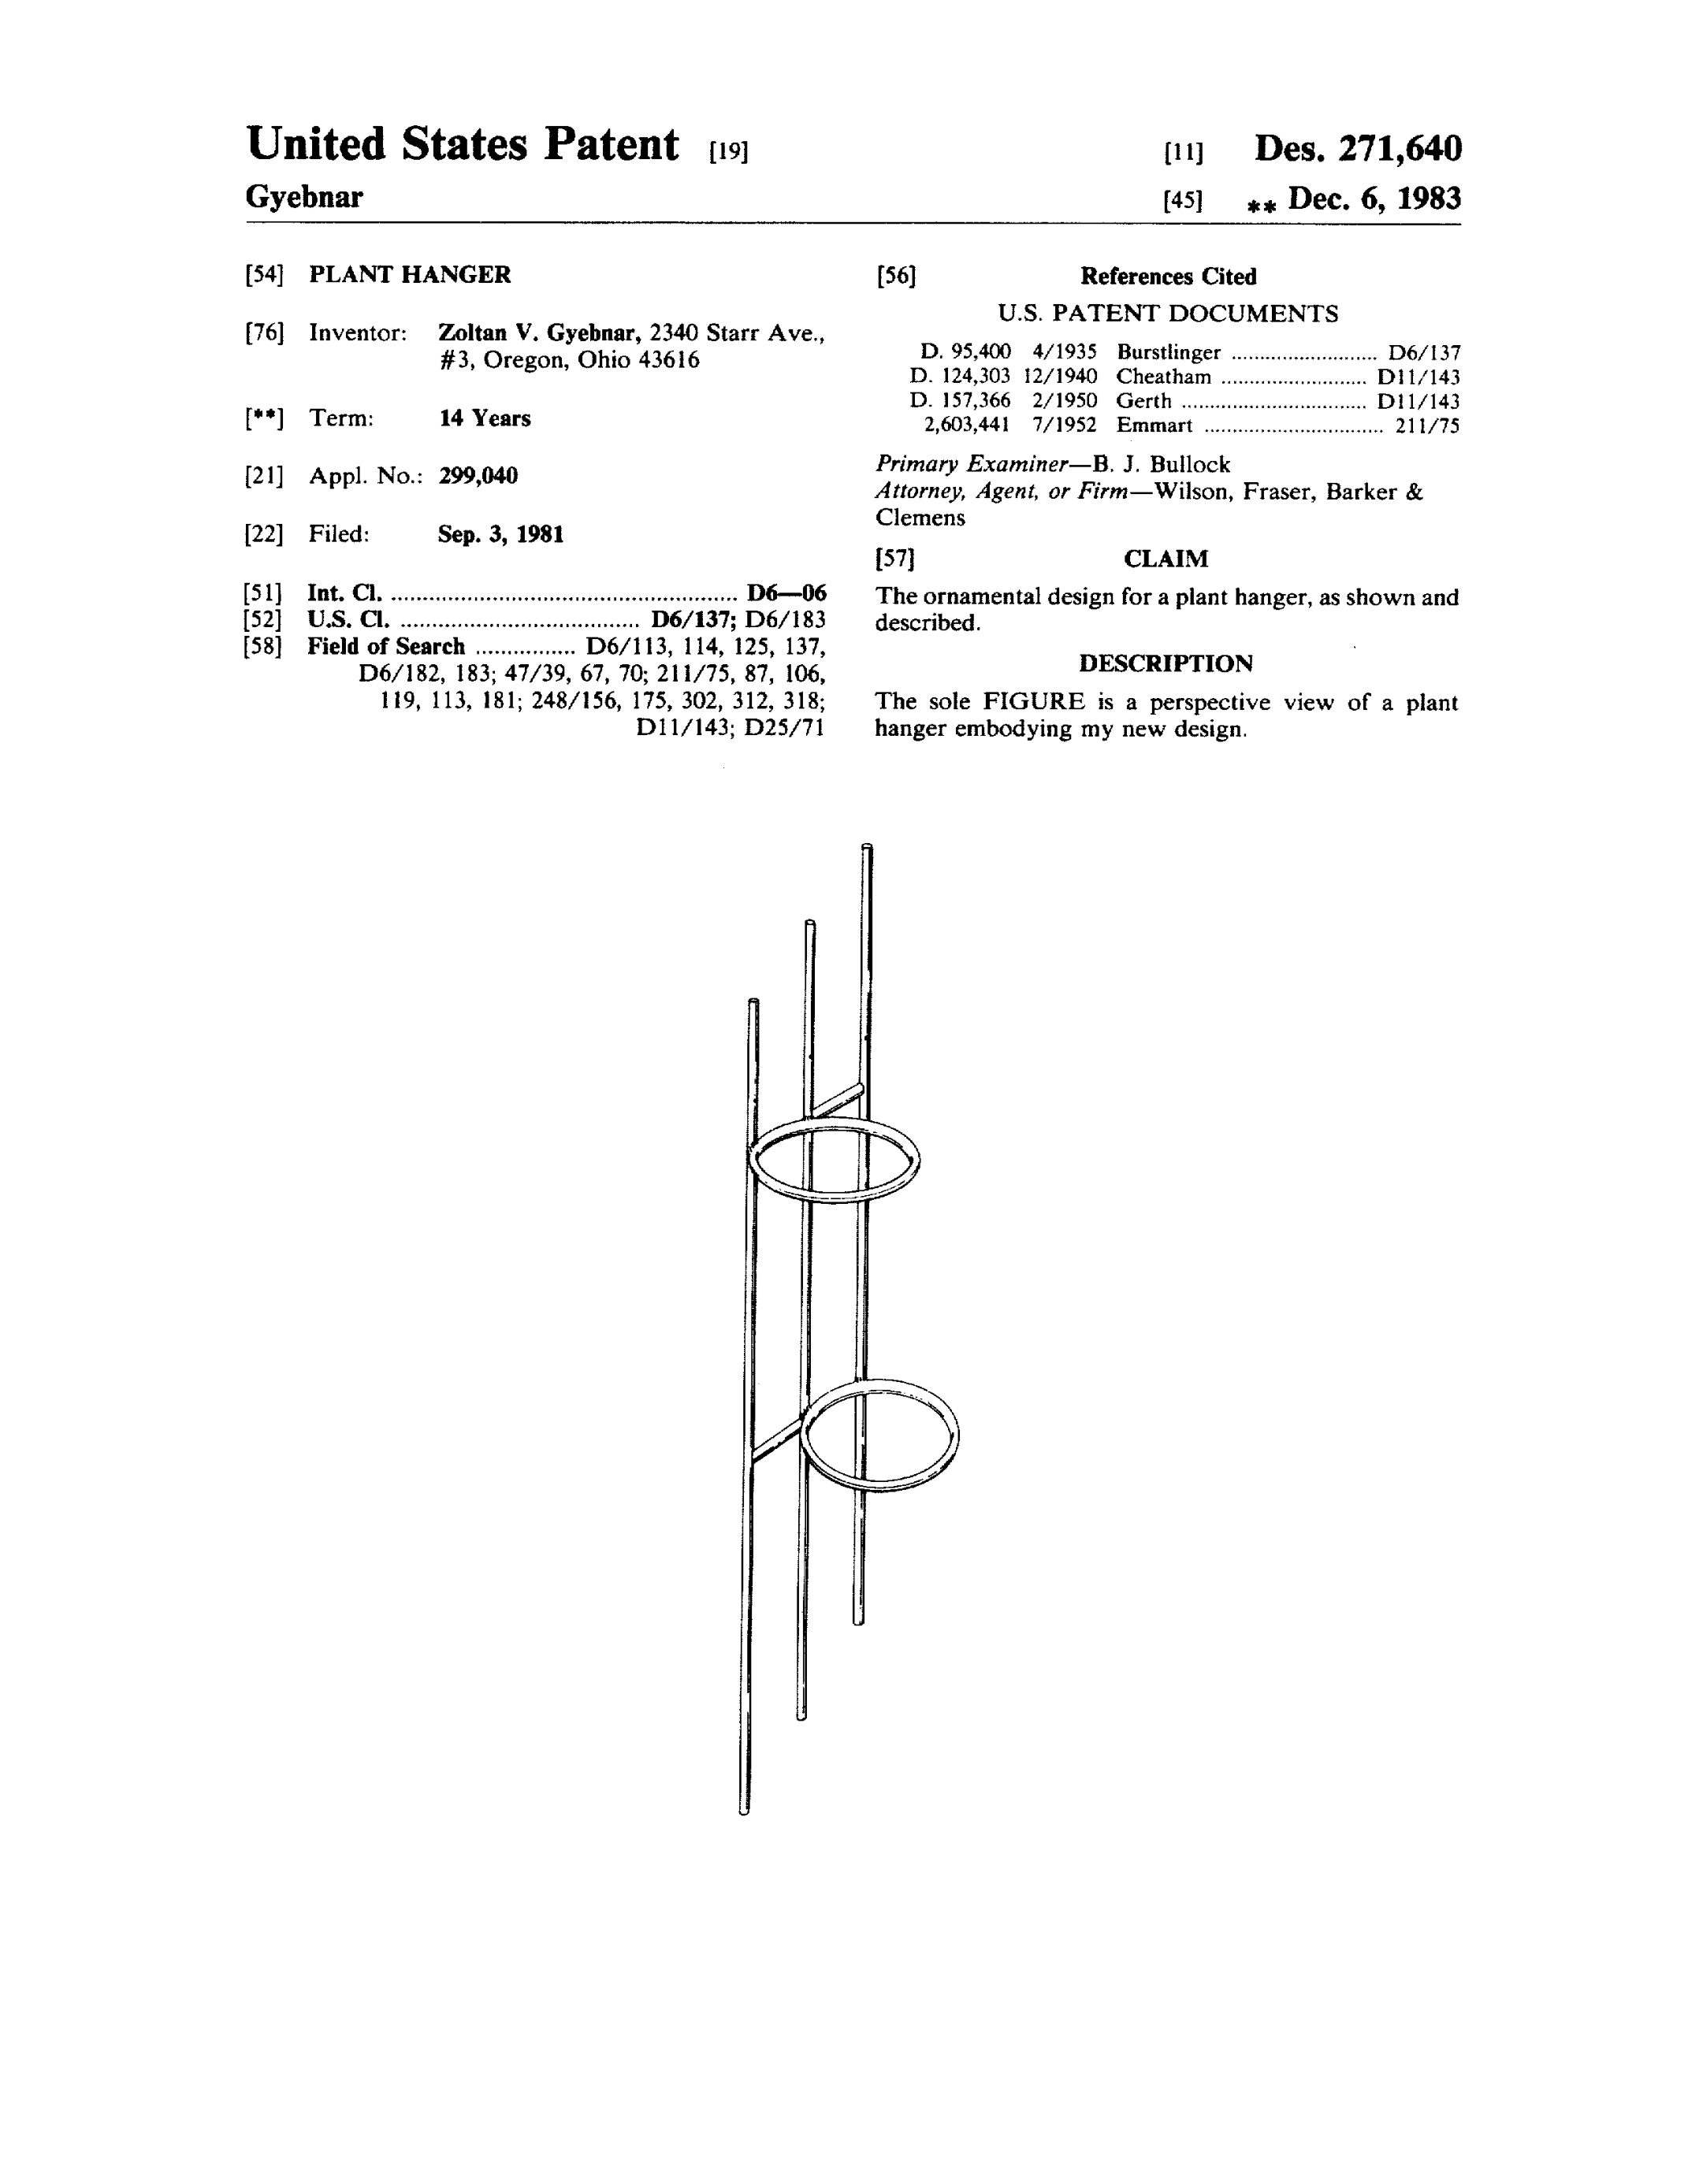 United States Patent [19]
Gyebnar
[11] Des. 271,640
[45] ** Dec. 6, 1983
[54] PLANT HANGER
[76] Inventor: Zoltan V. Gyebnar, 2340 Starr Ave.,
#3, Oregon, Ohio 43616
[**] Term: 14 Years
[21] Appl. No.: 299,040
[22] Filed: Sep. 3, 1981
[51] Int. Cl. ........................................................ D6—06
[52] U.S. Cl. ...................................... D6/137; D6/183
[58] Field of Search ................ D6/113, 114, 125, 137,
D6/182, 183; 47/39, 67, 70; 211/75, 87, 106,
119, 113, 181; 248/156, 175, 302, 312, 318;
D11/143; D25/71
[56] References Cited
U.S. PATENT DOCUMENTS
D. 95,400 4/1935 Burstlinger ......................... D6/137
D. 124,303 12/1940 Cheatham ......................... D11/143
D. 157,366 2/1950 Gerth ................................ D11/143
2,603,441 7/1952 Emmart ............................... 211/75
Primary Examiner—B. J. Bullock
Attorney, Agent, or Firm—Wilson, Fraser, Barker &
Clemens
[57] CLAIM
The ornamental design for a plant hanger, as shown and
described.
DESCRIPTION
The sole FIGURE is a perspective view of a plant
hanger embodying my new design.